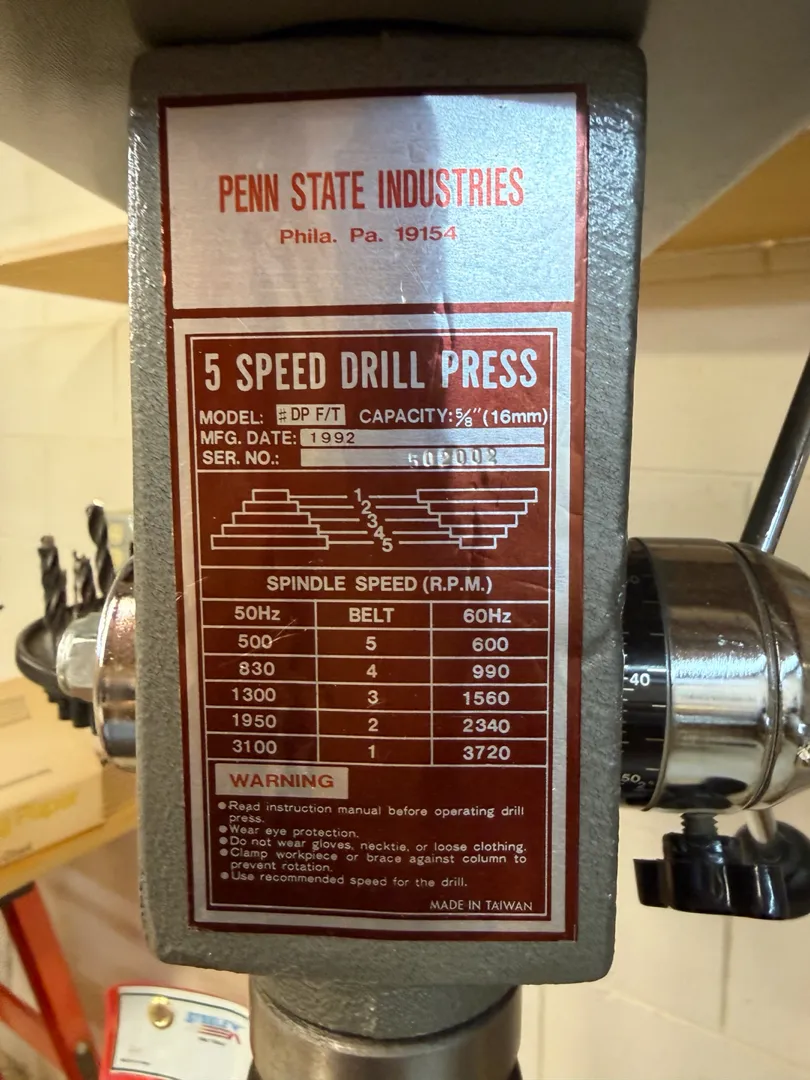 PENN STATE INDUSTRIES
Phila. Pa. 19154
5 SPEED DRILL PRESS
MODEL: #DP F/T CAPACITY: 5/8" (16mm)
MFG. DATE: 1992
SER. NO.: 502002
1
2
3
4
5
SPINDLE SPEED (R.P.M.)
50Hz BELT 60Hz
500 5 600
830 4 990
1300 3 1560
1950 2 2340
3100 1 3720
WARNING
●Read instruction manual before operating drill
press.
●Wear eye protection.
●Do not wear gloves, necktie, or loose clothing.
●Clamp workpiece or brace against column to
prevent rotation.
●Use recommended speed for the drill.
MADE IN TAIWAN
40
50